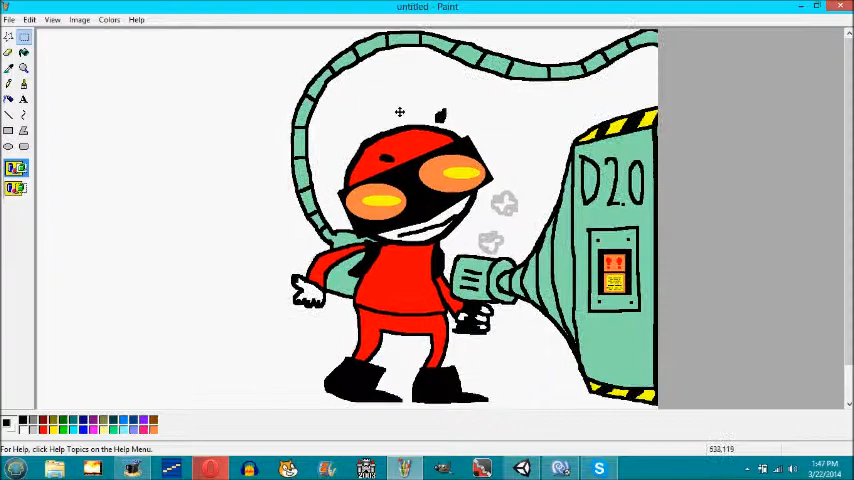 untitled - Paint
File Edit View Image Colors Help
D2.0
For Help, click Help Topics on the Help Menu.
533,119
2003
1:47 PM
3/22/2014